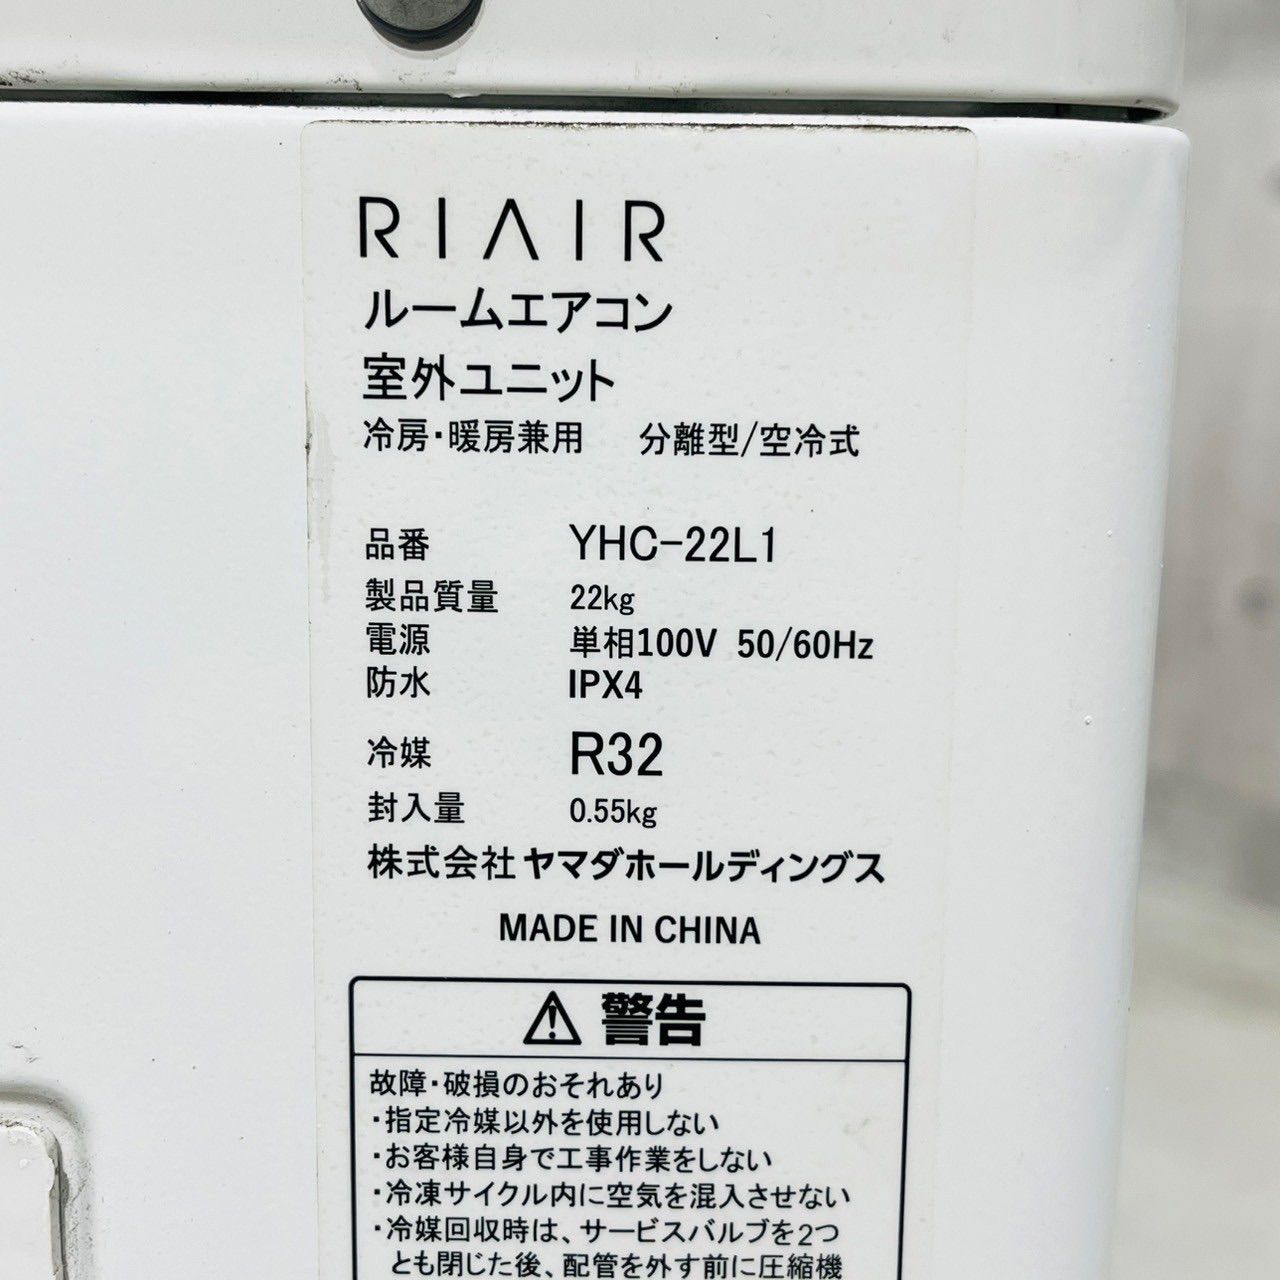 RIAIR
ルームエアコン
室外ユニット
冷房・暖房兼用 分離型/空冷式
品番 YHC-22L1
製品質量 22kg
電源 単相100V 50/60Hz
防水 IPX4
冷媒 R32
封入量 0.55kg
株式会社ヤマダホールディングス
MADE IN CHINA
警告
故障・破損のおそれあり
・指定冷媒以外を使用しない
・お客様自身で工事作業をしない
・冷凍サイクル内に空気を混入させない
・冷媒回収時は、サービスバルブを2つ
とも閉じた後、配管を外す前に圧縮機